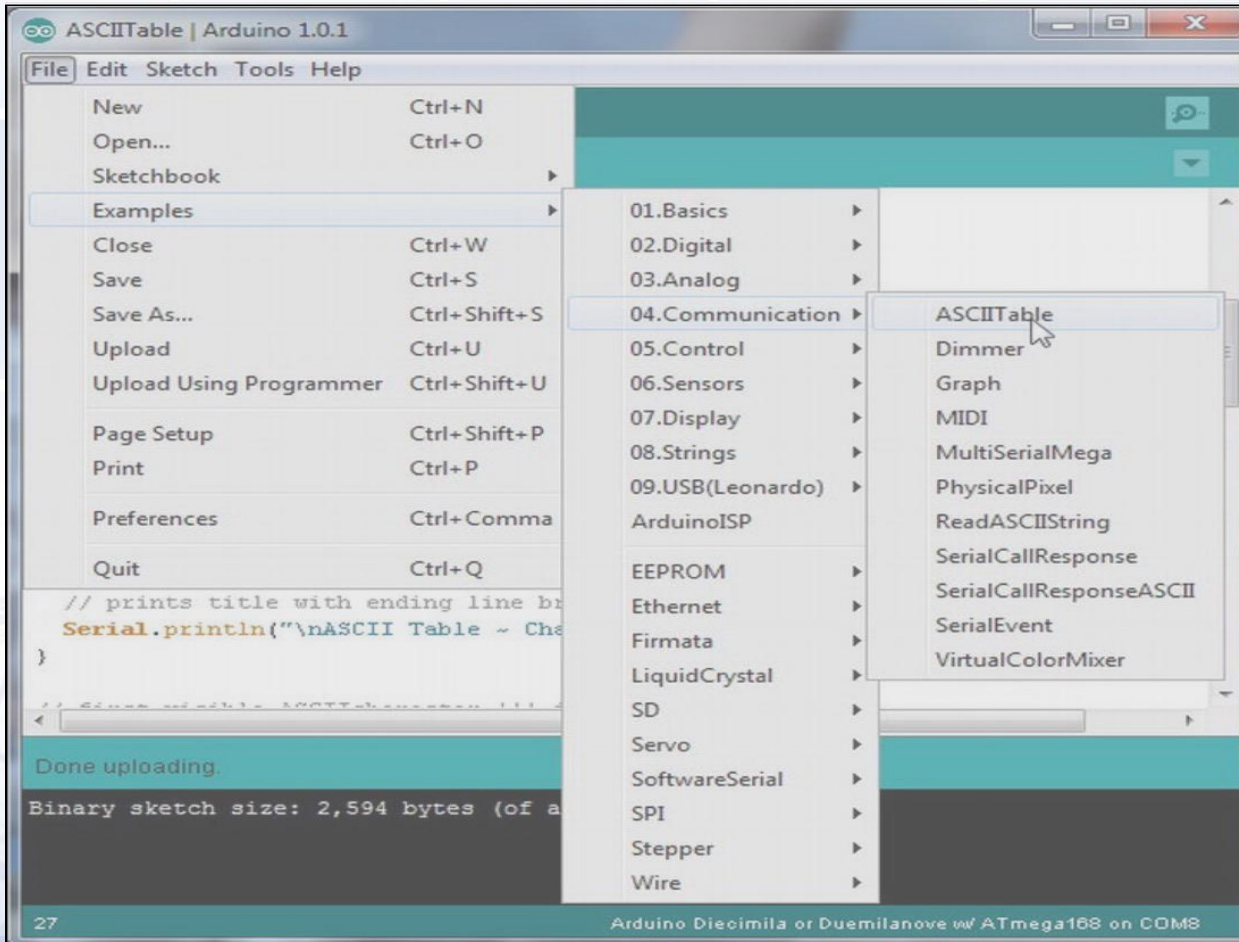 ASCIITable | Arduino 1.0.1
File Edit Sketch Tools Help
New Ctrl+N
Open... Ctrl+O
Sketchbook
Examples
Close Ctrl+W
Save Ctrl+S
Save As... Ctrl+Shift+S
Upload Ctrl+U
Upload Using Programmer Ctrl+Shift+U
Page Setup Ctrl+Shift+P
Print Ctrl+P
Preferences Ctrl+Comma
Quit Ctrl+Q
01.Basics
02.Digital
03.Analog
04.Communication
05.Control
06.Sensors
07.Display
08.Strings
09.USB(Leonardo)
ArduinoISP
EEPROM
Ethernet
Firmata
LiquidCrystal
SD
Servo
SoftwareSerial
SPI
Stepper
Wire
ASCIITable
Dimmer
Graph
MIDI
MultiSerialMega
PhysicalPixel
ReadASCIIString
SerialCallResponse
SerialCallResponseASCII
SerialEvent
VirtualColorMixer
// prints title with ending line b
Serial.println("\nASCII Table ~ Cha
}
Done uploading.
Binary sketch size: 2,594 bytes (of a
27 Arduino Diecimila or Duemilanove w/ ATmega168 on COM8